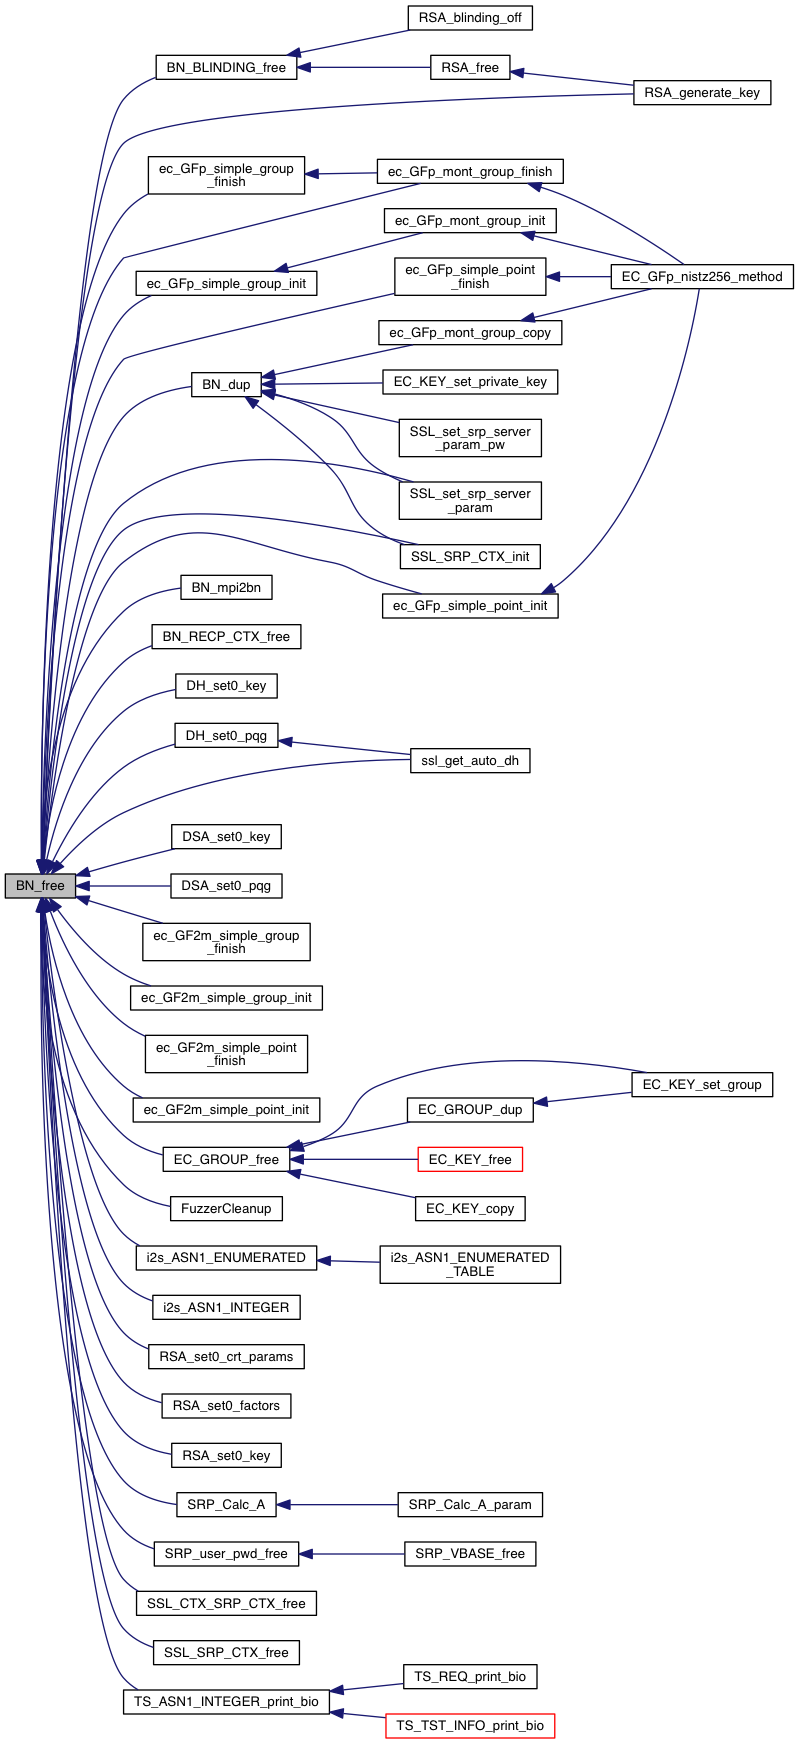 RSA_blinding_off
BN_BLINDING_free
RSA_free
RSA_generate_key
ec_GFp_simple_group
_finish
ec_GFp_mont_group_finish
ec_GFp_mont_group_init
ec_GFp_simple_point
_finish
EC_GFp_nistz256_method
ec_GFp_simple_group_init
ec_GFp_mont_group_copy
BN_dup
EC_KEY_set_private_key
SSL_set_srp_server
_param_pw
SSL_set_srp_server
_param
SSL_SRP_CTX_init
BN_mpi2bn
ec_GFp_simple_point_init
BN_RECP_CTX_free
DH_set0_key
DH_set0_pqg
ssl_get_auto_dh
DSA_set0_key
BN_free
DSA_set0_pqg
ec_GF2m_simple_group
_finish
ec_GF2m_simple_group_init
ec_GF2m_simple_point
_finish
EC_KEY_set_group
ec_GF2m_simple_point_init
EC_GROUP_dup
EC_GROUP_free
EC_KEY_free
FuzzerCleanup
EC_KEY_copy
i2s_ASN1_ENUMERATED
i2s_ASN1_ENUMERATED
_TABLE
i2s_ASN1_INTEGER
RSA_set0_crt_params
RSA_set0_factors
RSA_set0_key
SRP_Calc_A
SRP_Calc_A_param
SRP_user_pwd_free
SRP_VBASE_free
SSL_CTX_SRP_CTX_free
SSL_SRP_CTX_free
TS_REQ_print_bio
TS_ASN1_INTEGER_print_bio
TS_TST_INFO_print_bio